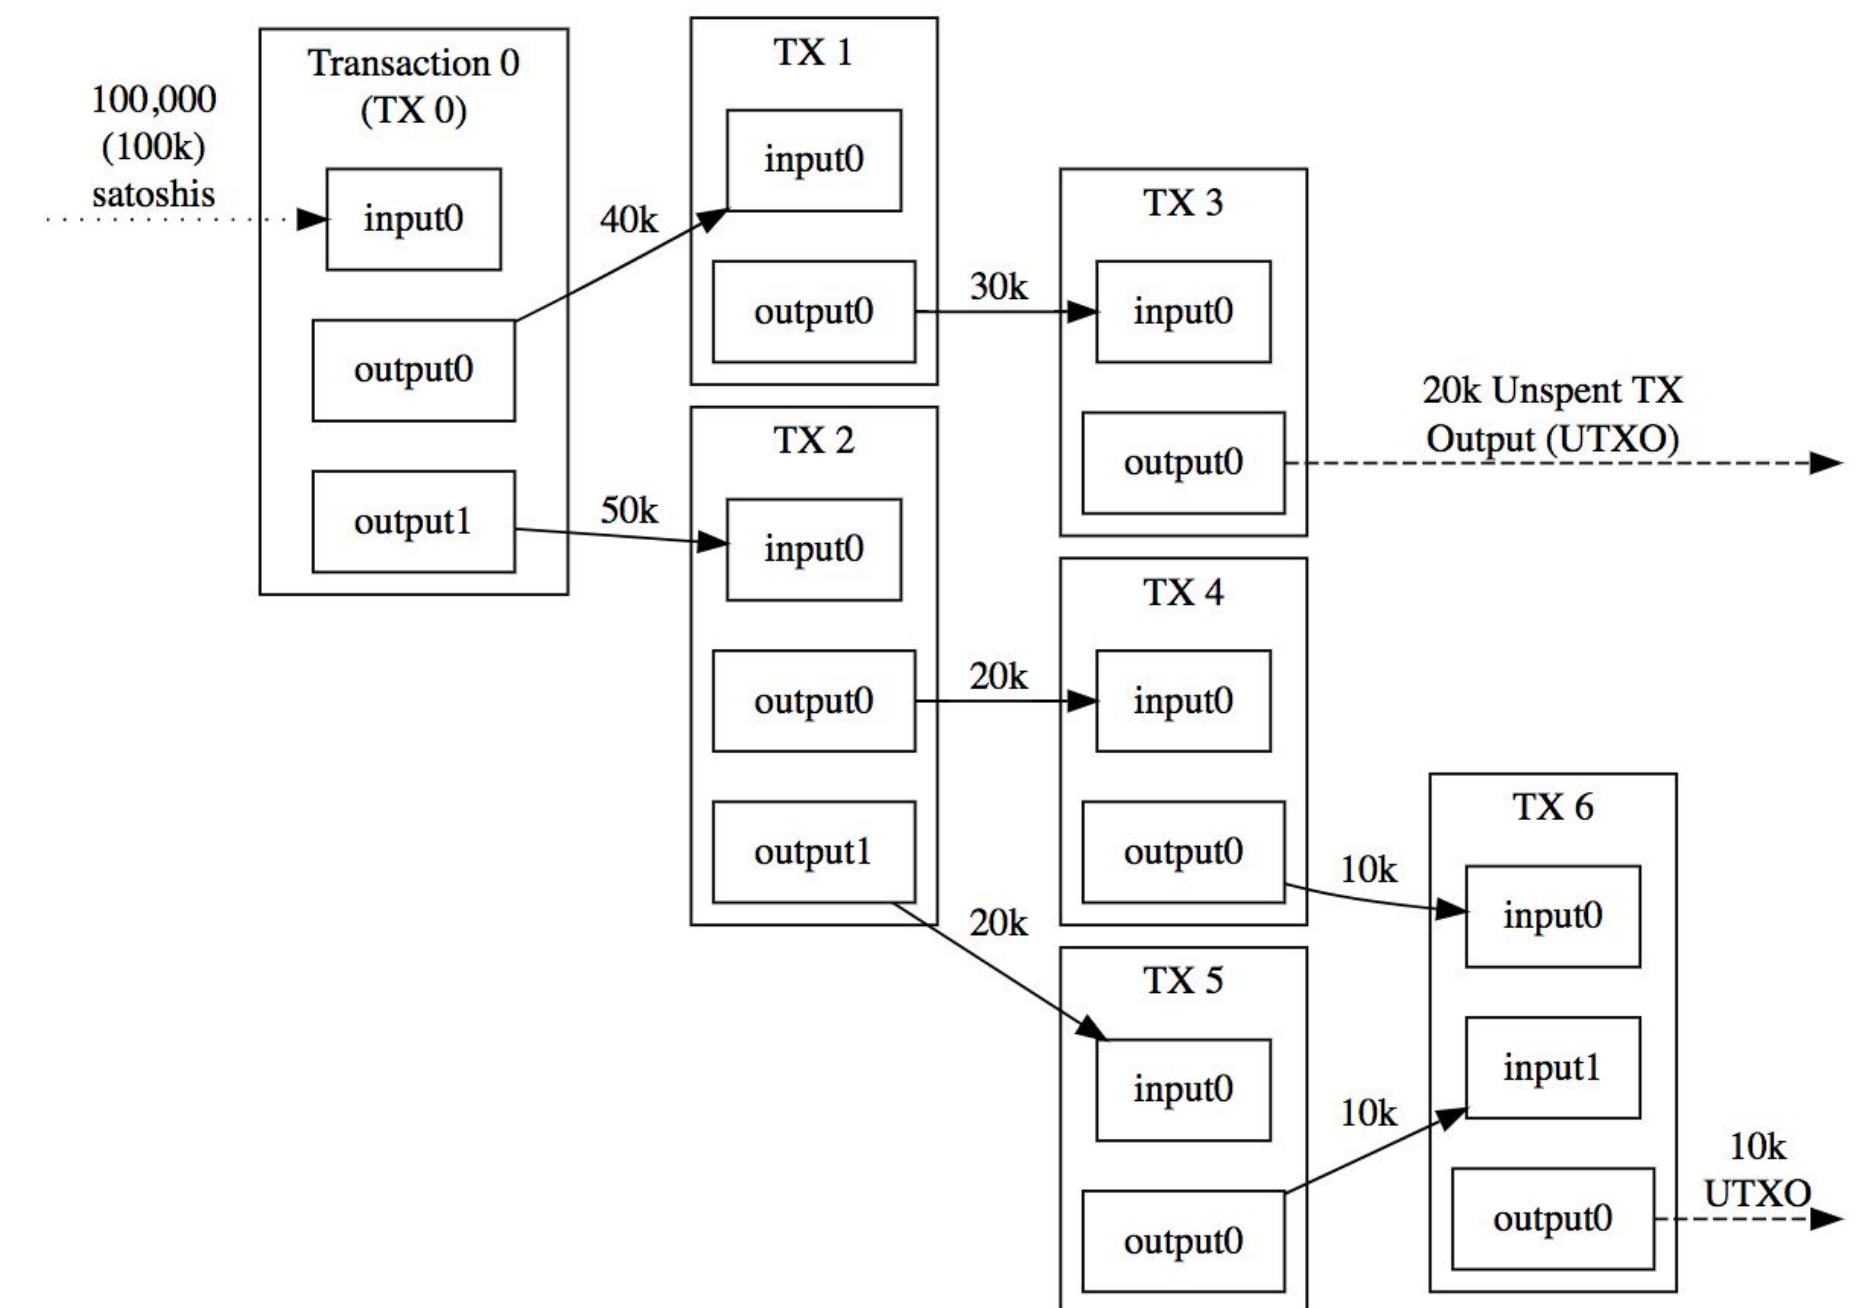 100,000
(100k)
satoshis
Transaction 0
(TX 0)
input0
output0
output1
40k
50k
TX 1
input0
output0
30k
TX 2
input0
output0
output1
20k
20k
TX 3
input0
output0
20k Unspent TX
Output (UTXO)
TX 4
input0
output0
10k
TX 5
input0
output0
10k
TX 6
input0
input1
output0
10k
UTXO